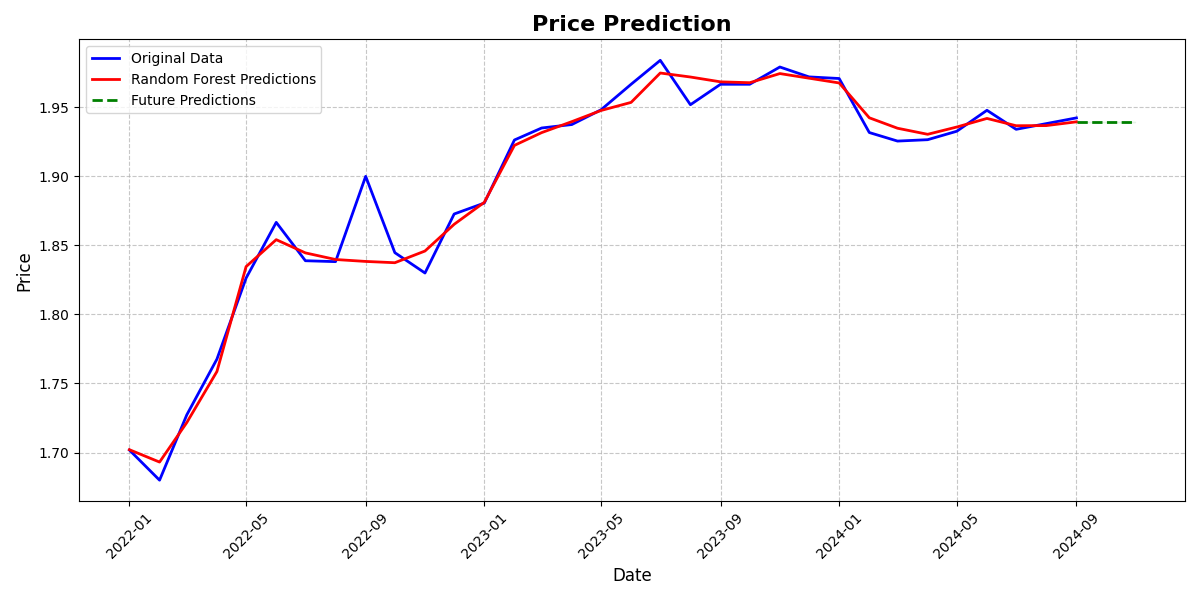 Price Prediction
Original Data
Random Forest Predictions
Future Predictions
Price
1.95
1.90
1.85
1.80
1.75
1.70
2022-01
2022-05
2022-09
2023-01
2023-05
2023-09
2024-01
2024-05
2024-09
Date